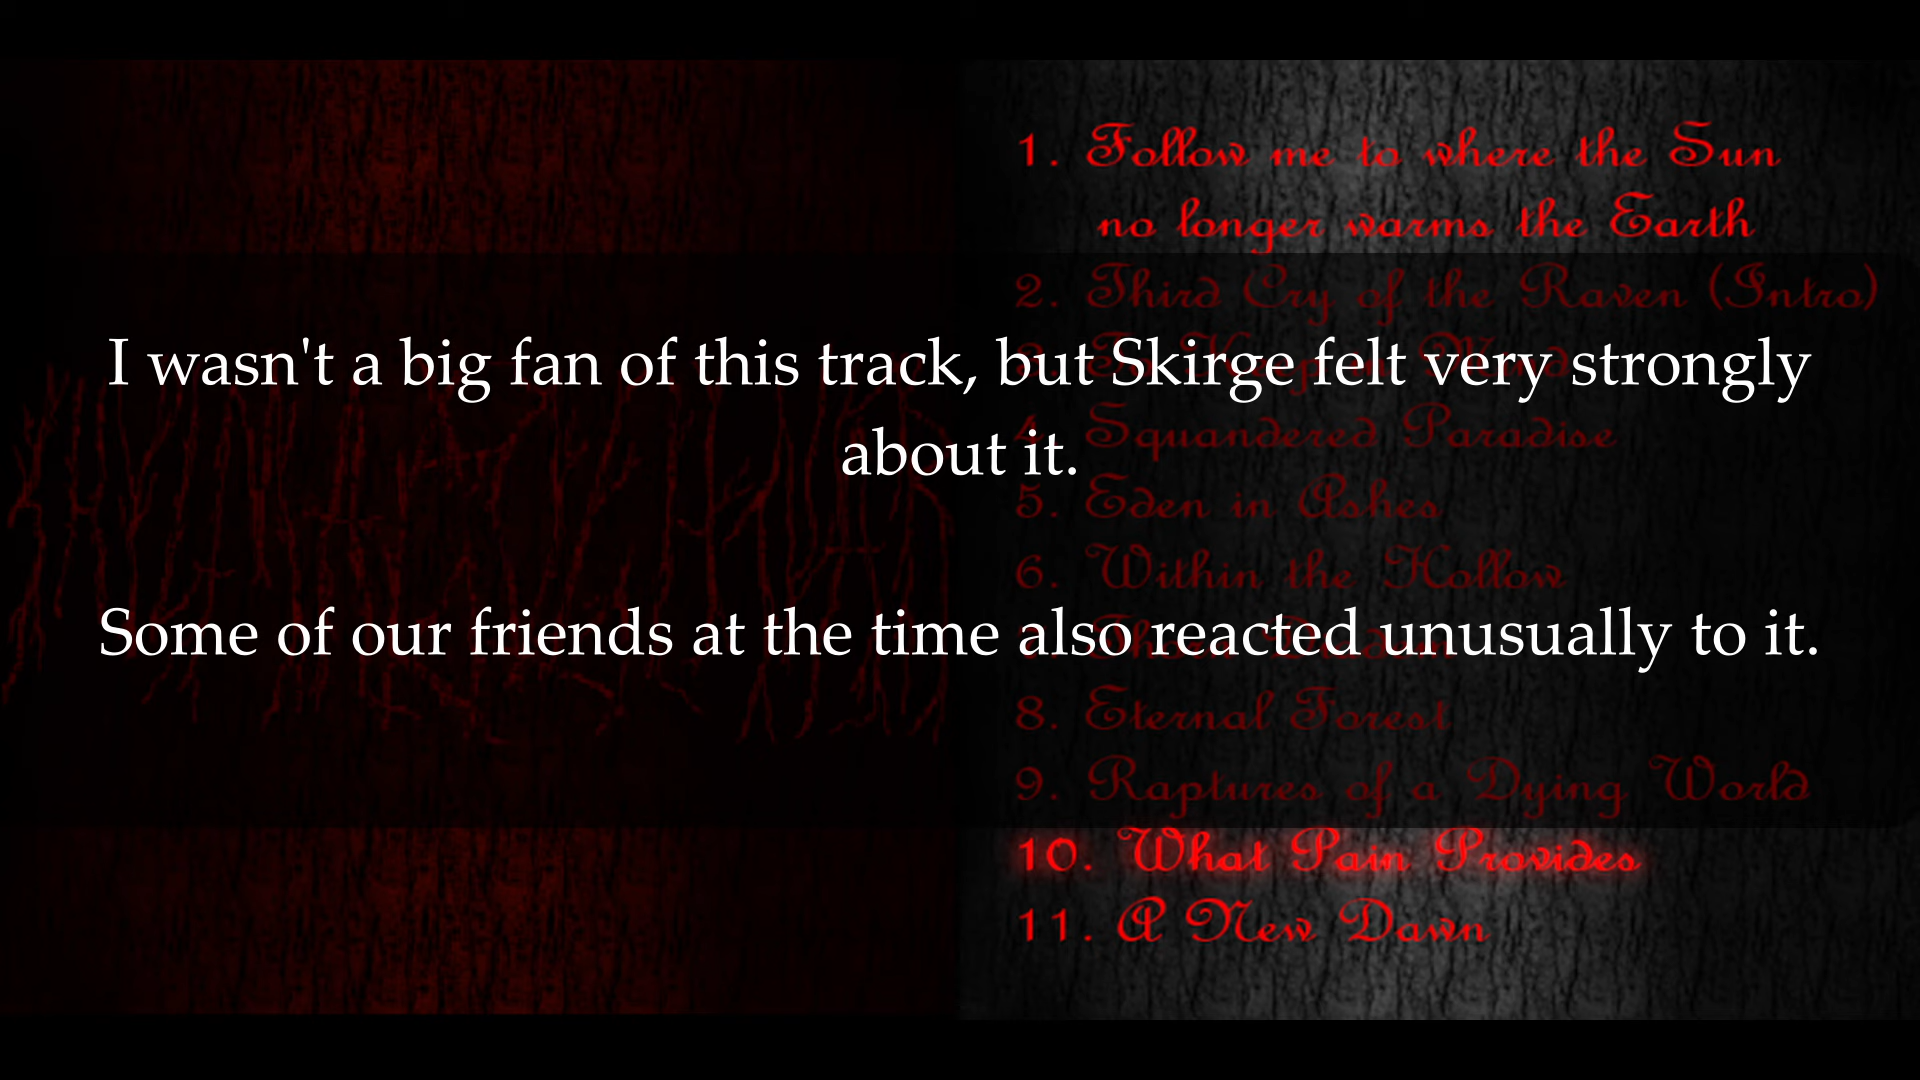 1. Follow me to where the Sun
no longer warms the Earth
2. Third Cry of the Raven (Intro)
I wasn't a big fan of this track, but Skirge felt very strongly
about it.
4. Squandered Paradise
5. Eden in Ashes
6. Within the Hollow
Some of our friends at the time also reacted unusually to it.
8. Eternal Forest
9. Raptures of a Dying World
10. What Pain Provides
11. A New Dawn